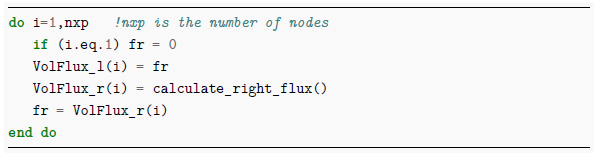 do i=1,nxp   !nxp is the number of nodes
   if (i.eq.1) fr = 0
   VolFlux_l(i) = fr
   VolFlux_r(i) = calculate_right_flux()
   fr = VolFlux_r(i)
end do